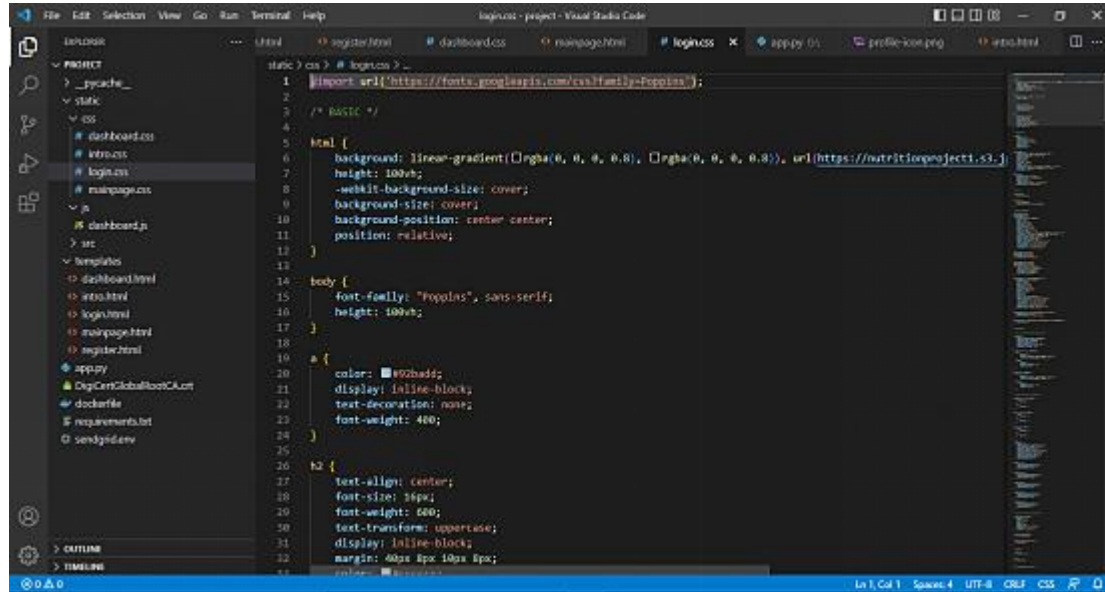 File Edit Selection View Go Run Terminal Help
login.css - project - Visual Studio Code
EXPLORER
register.html
dashboard.css
mainpage.html
login.css
app.py
profile-icon.png
intro.html
PROJECT
static > css > login.css > ...
__pycache__
static
css
dashboard.css
intro.css
login.css
mainpage.css
js
dashboard.js
src
templates
dashboard.html
intro.html
login.html
mainpage.html
register.html
app.py
DigiCertGlobalRootCA.crt
dockerfile
requirements.txt
sendgrid.env
OUTLINE
TIMELINE
1 @import url('https://fonts.googleapis.com/css?family=Poppins');
2
3 /* BASIC */
4
5 html {
6 background: linear-gradient(rgba(0, 0, 0, 0.8), rgba(0, 0, 0, 0.8)), url(https://nutritionproject1.s3.j
7 height: 100vh;
8 -webkit-background-size: cover;
9 background-size: cover;
10 background-position: center center;
11 position: relative;
12 }
13
14 body {
15 font-family: "Poppins", sans-serif;
16 height: 100vh;
17 }
18
19 a {
20 color: #92badd;
21 display: inline-block;
22 text-decoration: none;
23 font-weight: 400;
24 }
25
26 h2 {
27 text-align: center;
28 font-size: 16px;
29 font-weight: 600;
30 text-transform: uppercase;
31 display: inline-block;
32 margin: 40px 8px 10px 8px;
0 0
Ln 1, Col 1 Spaces: 4 UTF-8 CRLF CSS